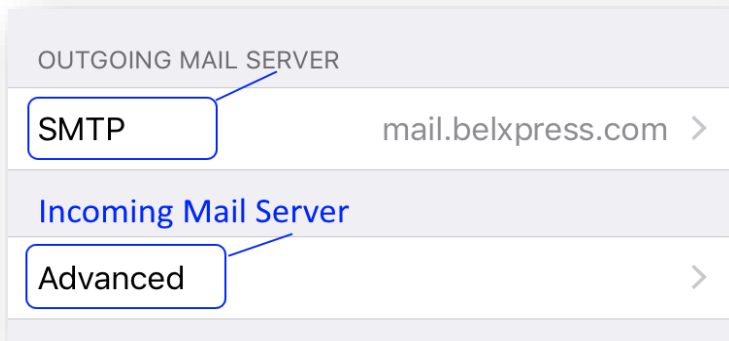 OUTGOING MAIL SERVER
SMTP mail.belxpress.com
Incoming Mail Server
Advanced